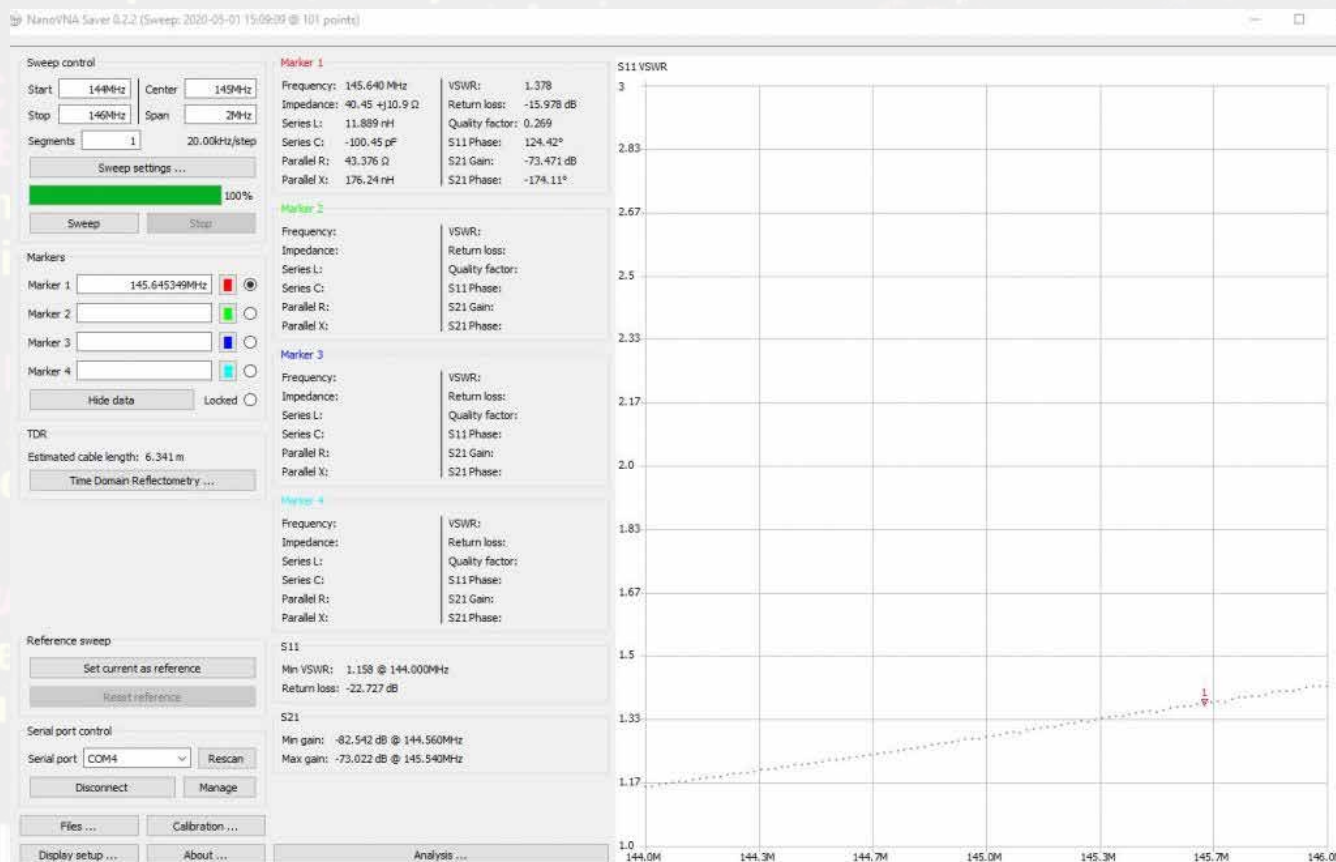 NanoVNA Saver 0.2.2 (Sweep: 2020-05-01 15:09:09 @ 101 points)
Sweep control
Start 144MHz Center 145MHz
Stop 146MHz Span 2MHz
Segments 1 20.00kHz/step
Sweep settings ...
100%
Sweep Stop
Markers
Marker 1 145.645349MHz
Marker 2
Marker 3
Marker 4
Hide data Locked
TDR
Estimated cable length: 6.341 m
Time Domain Reflectometry ...
Reference sweep
Set current as reference
Reset reference
Serial port control
Serial port COM4 Rescan
Disconnect Manage
Files ... Calibration ...
Display setup ... About ...
Marker 1
Frequency: 145.640 MHz VSWR: 1.378
Impedance: 40.45 +j10.9 Ω Return loss: -15.978 dB
Series L: 11.889 nH Quality factor: 0.269
Series C: -100.45 pF S11 Phase: 124.42°
Parallel R: 43.376 Ω S21 Gain: -73.471 dB
Parallel X: 176.24 nH S21 Phase: -174.11°
Marker 2
Frequency: VSWR:
Impedance: Return loss:
Series L: Quality factor:
Series C: S11 Phase:
Parallel R: S21 Gain:
Parallel X: S21 Phase:
Marker 3
Frequency: VSWR:
Impedance: Return loss:
Series L: Quality factor:
Series C: S11 Phase:
Parallel R: S21 Gain:
Parallel X: S21 Phase:
Marker 4
Frequency: VSWR:
Impedance: Return loss:
Series L: Quality factor:
Series C: S11 Phase:
Parallel R: S21 Gain:
Parallel X: S21 Phase:
S11
Min VSWR: 1.158 @ 144.000MHz
Return loss: -22.727 dB
S21
Min gain: -82.542 dB @ 144.560MHz
Max gain: -73.022 dB @ 145.540MHz
Analysis ...
S11 VSWR
3
2.83
2.67
2.5
2.33
2.17
2.0
1.83
1.67
1.5
1.33
1.17
1.0
1
144.0M 144.3M 144.7M 145.0M 145.3M 145.7M